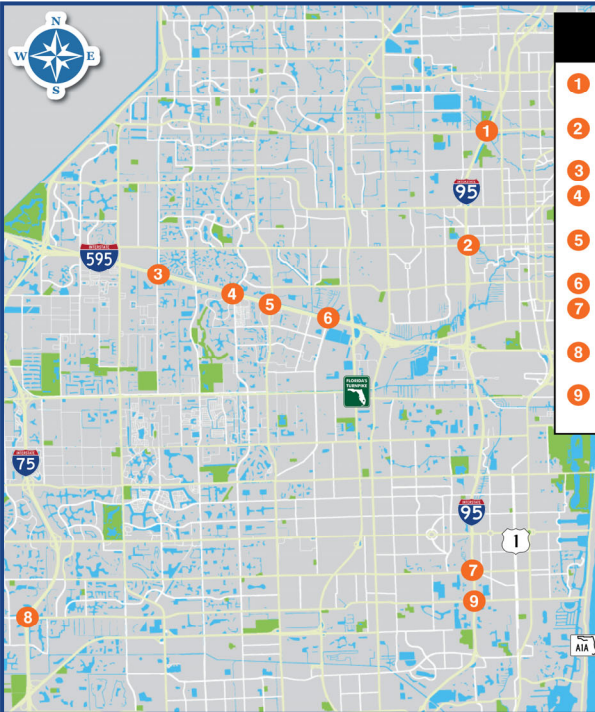 N
W E
S
1
1
2
INTERSTATE
95
3
4
2
5
INTERSTATE
595
3
4
5
6
6
7
8
FLORIDA'S
TURNPIKE
9
INTERSTATE
75
INTERSTATE
95
1
7
9
8
A1A